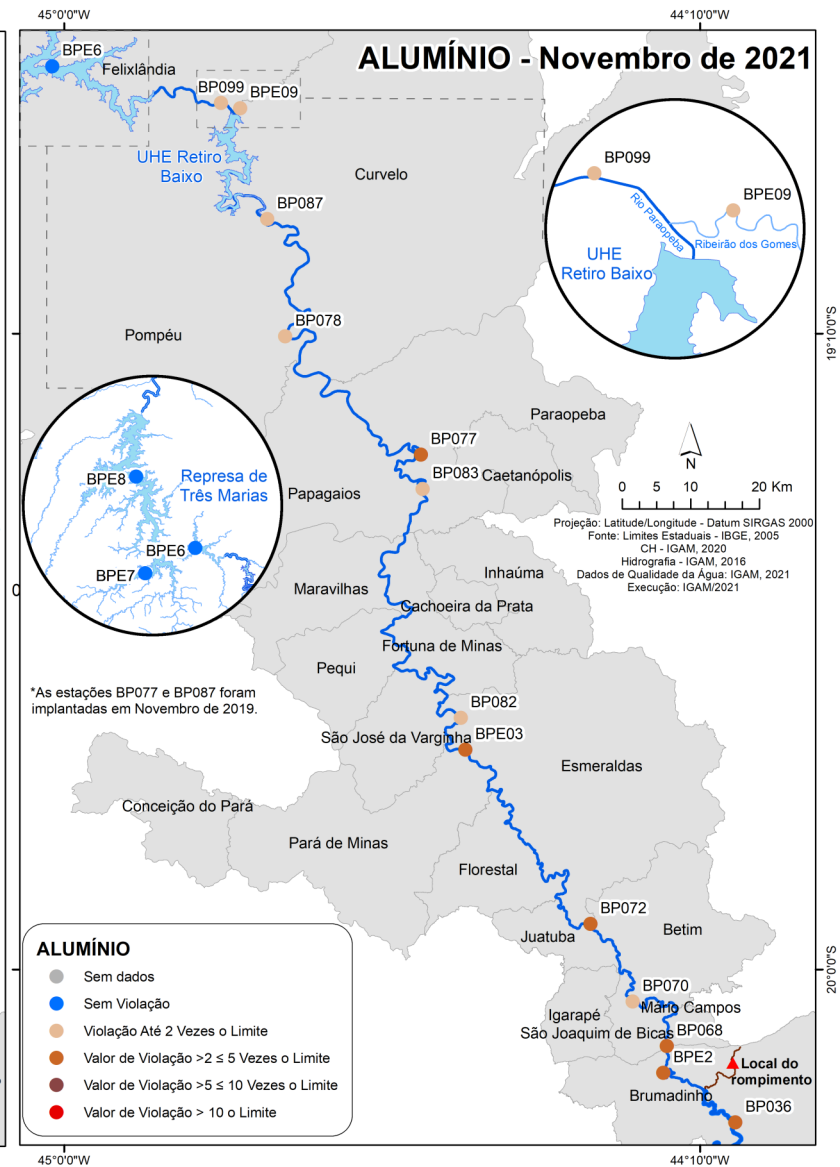 45°0'0"W
44°10'0"W
ALUMÍNIO - Novembro de 2021
BPE6
Felixlândia
BP099
BPE09
UHE Retiro
Baixo
Curvelo
BP087
BP099
BPE09
Rio Paraopeba
Ribeirão dos Gomes
UHE
Retiro Baixo
BP078
Pompéu
19°10'0"S
Paraopeba
BP077
BP083
Caetanópolis
Papagaios
N
0 5 10 20 Km
Projeção: Latitude/Longitude - Datum SIRGAS 2000
Fonte: Limites Estaduais - IBGE, 2005
CH - IGAM, 2020
Hidrografia - IGAM, 2016
Dados de Qualidade da Água: IGAM, 2021
Execução: IGAM/2021
BPE8
Represa de
Três Marias
BPE6
BPE7
Maravilhas
Inhaúma
Cachoeira da Prata
Fortuna de Minas
Pequi
*As estações BP077 e BP087 foram
implantadas em Novembro de 2019.
BP082
São José da Varginha
BPE03
Esmeraldas
Conceição do Pará
Pará de Minas
Florestal
BP072
Juatuba
Betim
20°0'0"S
BP070
Mário Campos
Igarapé
São Joaquim de Bicas
BP068
BPE2
Local do
rompimento
Brumadinho
BP036
ALUMÍNIO
Sem dados
Sem Violação
Violação Até 2 Vezes o Limite
Valor de Violação >2 ≤ 5 Vezes o Limite
Valor de Violação >5 ≤ 10 Vezes o Limite
Valor de Violação > 10 o Limite
45°0'0"W
44°10'0"W